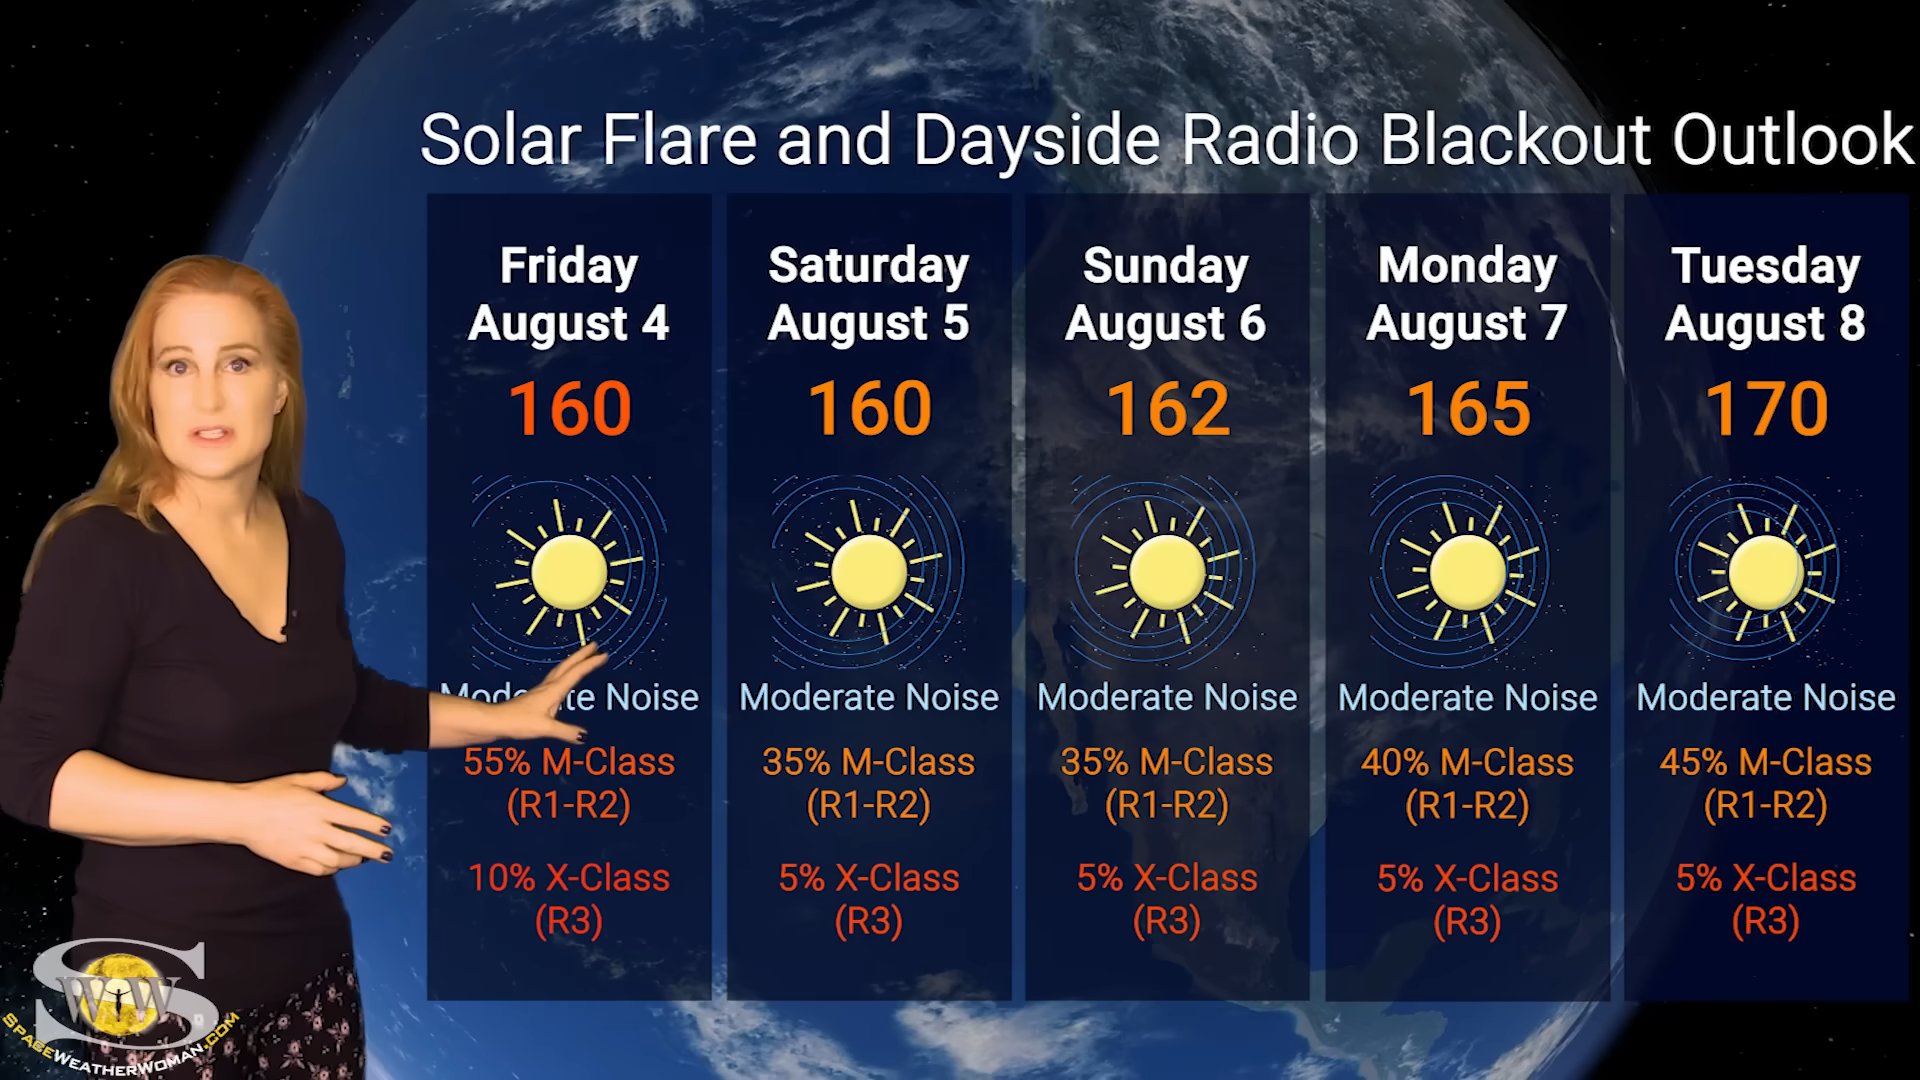 Solar Flare and Dayside Radio Blackout Outlook
Friday
August 4
160
Noise
55% M-Class
(R1-R2)
10% X-Class
(R3)
Saturday
August 5
160
Moderate Noise
35% M-Class
(R1-R2)
5% X-Class
(R3)
Sunday
August 6
162
Moderate Noise
35% M-Class
(R1-R2)
5% X-Class
(R3)
Monday
August 7
165
Moderate Noise
40% M-Class
(R1-R2)
5% X-Class
(R3)
Tuesday
August 8
170
Moderate Noise
45% M-Class
(R1-R2)
5% X-Class
(R3)
SWW
SPACEWEATHERWOMAN.COM